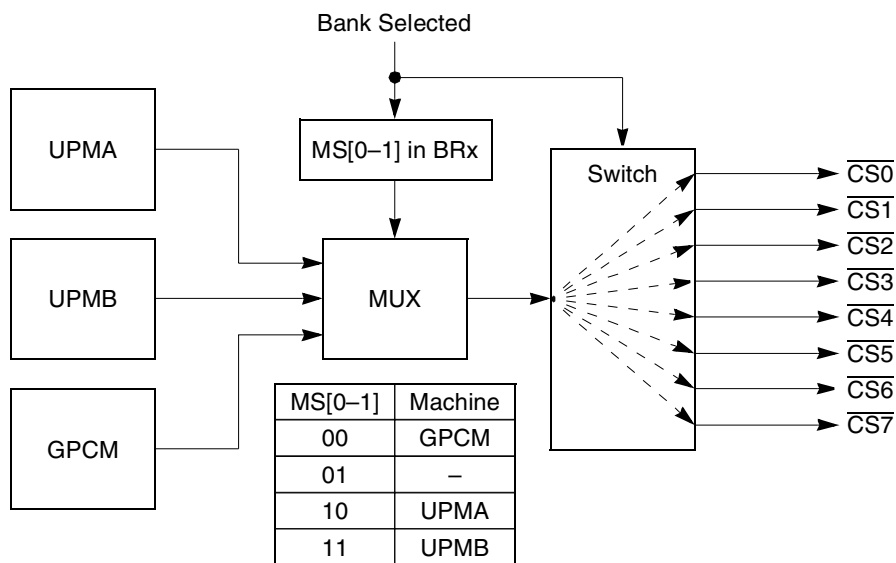 Bank Selected
UPMA
MS[0–1] in BRx
Switch
CS0
CS1
CS2
UPMB
MUX
CS3
CS4
CS5
CS6
CS7
GPCM
MS[0–1] Machine
00 GPCM
01 –
10 UPMA
11 UPMB